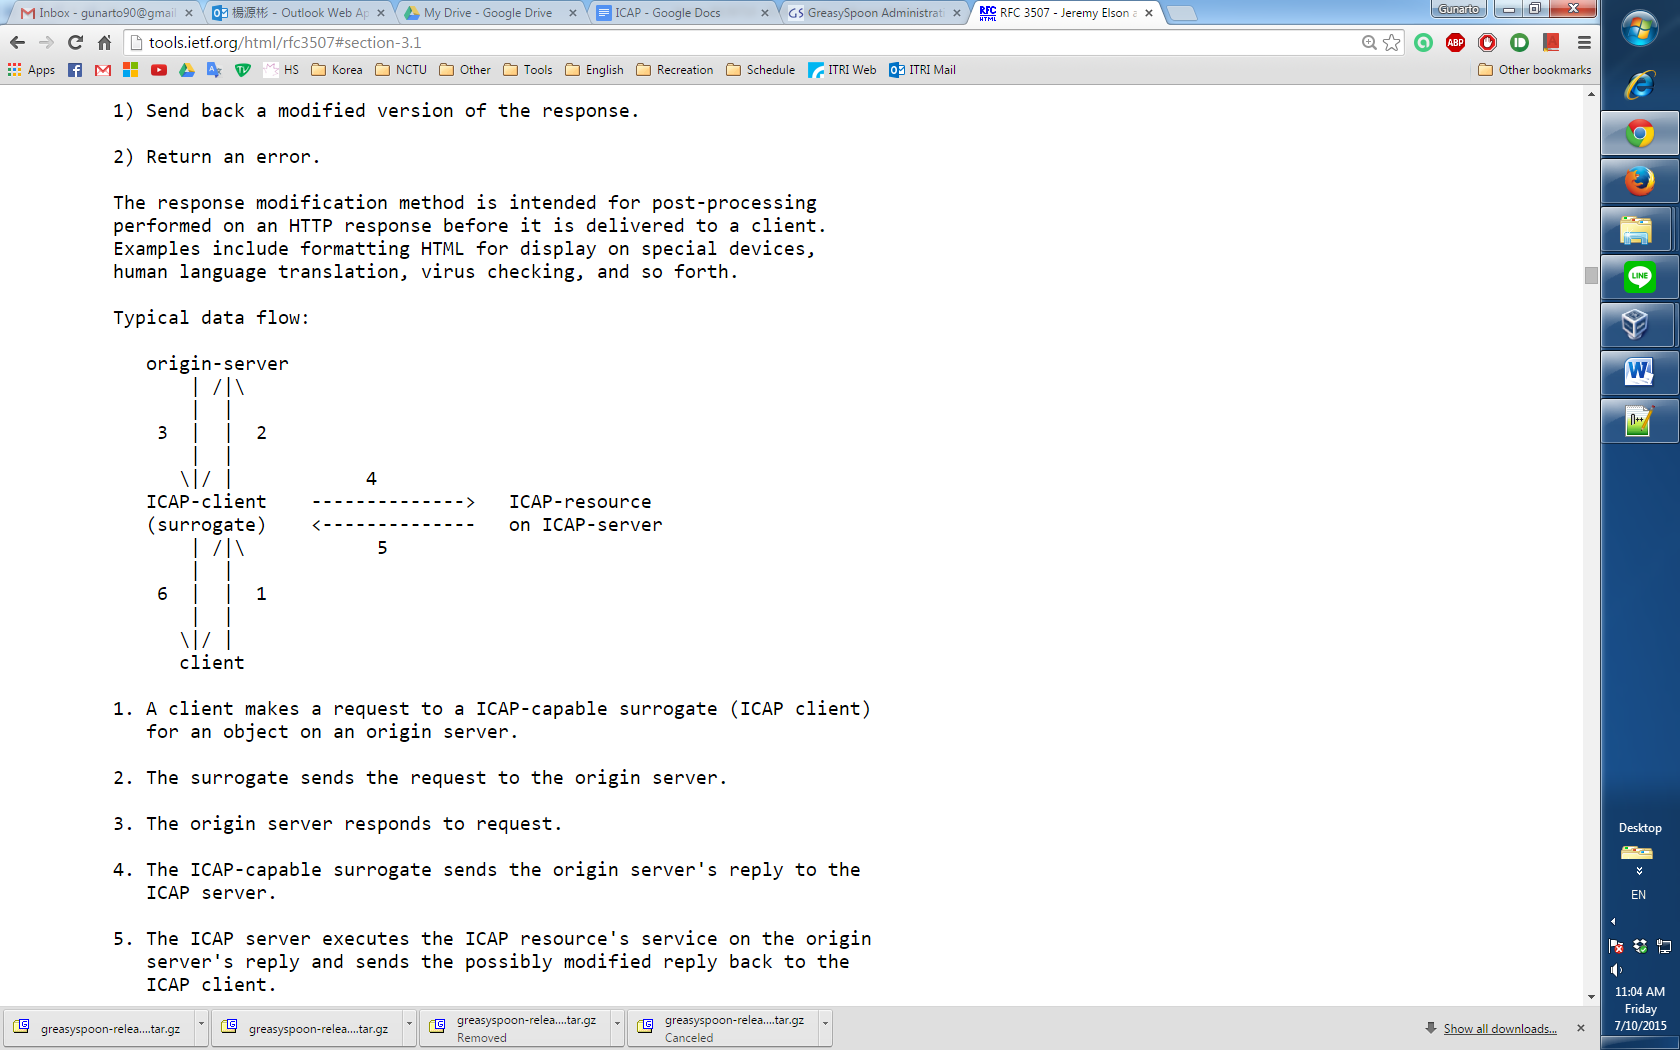 Inbox - gunarto90@gmail
楊源彬 - Outlook Web Ap
My Drive - Google Drive
ICAP - Google Docs
GS GreasySpoon Administrati
RFC HTML RFC 3507 - Jeremy Elson a
Gunarto
tools.ietf.org/html/rfc3507#section-3.1
ABP
Apps
HS
Korea
NCTU
Other
Tools
English
Recreation
Schedule
ITRI Web
ITRI Mail
Other bookmarks
1) Send back a modified version of the response.
2) Return an error.
The response modification method is intended for post-processing
performed on an HTTP response before it is delivered to a client.
Examples include formatting HTML for display on special devices,
human language translation, virus checking, and so forth.
Typical data flow:
origin-server
| /|\
|  |
3  |  |  2
|  |
\|/ |
4
ICAP-client    -------------->   ICAP-resource
(surrogate)    <--------------   on ICAP-server
| /|\            5
|  |
6  |  |  1
|  |
\|/ |
client
1. A client makes a request to a ICAP-capable surrogate (ICAP client)
for an object on an origin server.
2. The surrogate sends the request to the origin server.
3. The origin server responds to request.
4. The ICAP-capable surrogate sends the origin server's reply to the
ICAP server.
5. The ICAP server executes the ICAP resource's service on the origin
server's reply and sends the possibly modified reply back to the
ICAP client.
greasyspoon-relea....tar.gz
greasyspoon-relea....tar.gz
greasyspoon-relea....tar.gz
Removed
greasyspoon-relea....tar.gz
Canceled
Show all downloads...
LINE
W
Desktop
EN
11:04 AM
Friday
7/10/2015